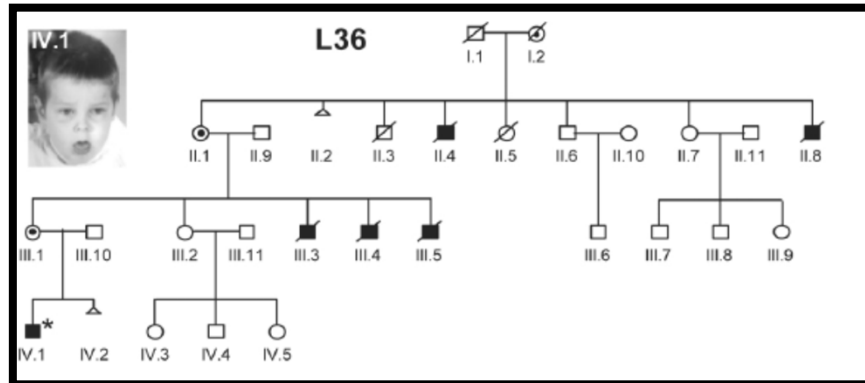 IV.1
L36
I.1 I.2
II.1 II.9 II.2 II.3 II.4 II.5 II.6 II.10 II.7 II.11 II.8
III.1 III.10 III.2 III.11 III.3 III.4 III.5 III.6 III.7 III.8 III.9
*
IV.1 IV.2 IV.3 IV.4 IV.5